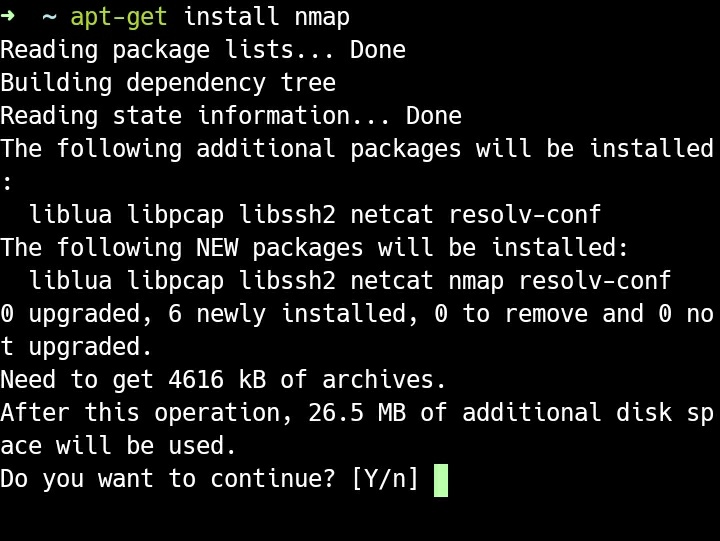 ➜  ~ apt-get install nmap
Reading package lists... Done
Building dependency tree
Reading state information... Done
The following additional packages will be installed
:
  liblua libpcap libssh2 netcat resolv-conf
The following NEW packages will be installed:
  liblua libpcap libssh2 netcat nmap resolv-conf
0 upgraded, 6 newly installed, 0 to remove and 0 no
t upgraded.
Need to get 4616 kB of archives.
After this operation, 26.5 MB of additional disk sp
ace will be used.
Do you want to continue? [Y/n]